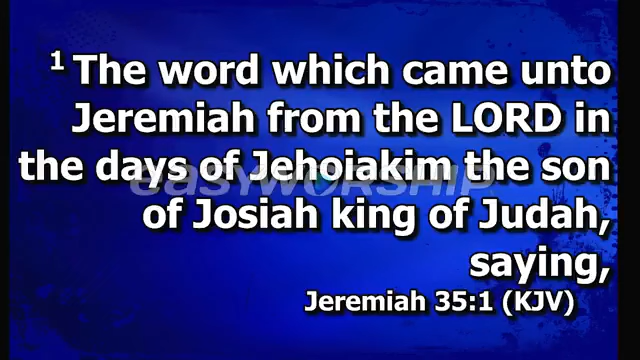 1 The word which came unto
Jeremiah from the LORD in
the days of Jehoiakim the son
easyworship
of Josiah king of Judah,
saying,
Jeremiah 35:1 (KJV)